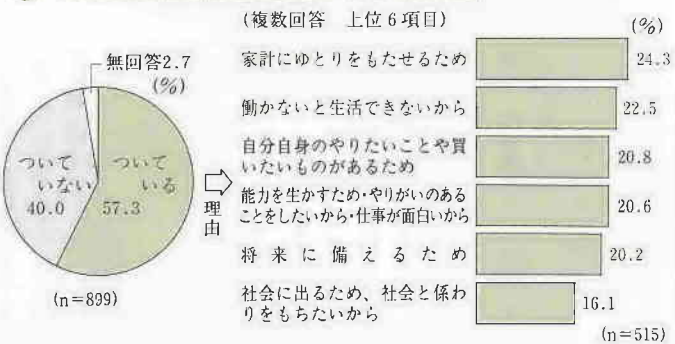 (複数回答 上位6項目)
(%)
無回答2.7
(%)
ついている
57.3
ついていない
40.0
(n=899)
理由
家計にゆとりをもたせるため
24.3
働かないと生活できないから
22.5
自分自身のやりたいことや買
いたいものがあるため
20.8
能力を生かすため・やりがいのある
ことをしたいから・仕事が面白いから
20.6
将来に備えるため
20.2
社会に出るため、社会と係わ
りをもちたいから
16.1
(n=515)